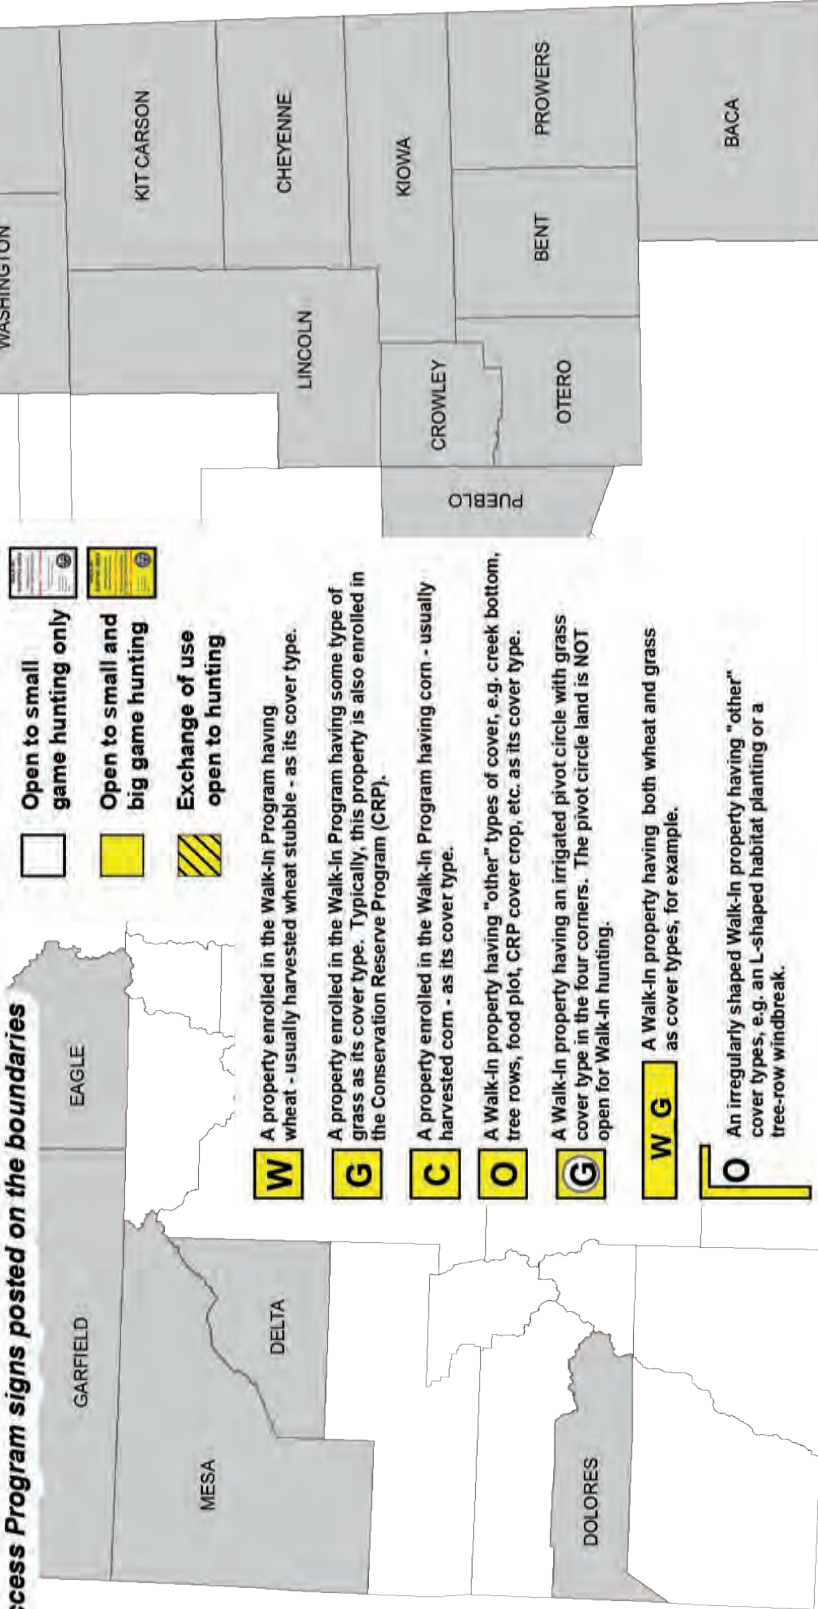 ccess Program signs posted on the boundaries
Open to small
game hunting only
Open to small and
big game hunting
Exchange of use
open to hunting
W
A property enrolled in the Walk-In Program having
wheat - usually harvested wheat stubble - as its cover type.
G
A property enrolled in the Walk-In Program having some type of
grass as its cover type. Typically, this property is also enrolled in
the Conservation Reserve Program (CRP).
C
A property enrolled in the Walk-In Program having corn - usually
harvested corn - as its cover type.
O
A Walk-In property having "other" types of cover, e.g. creek bottom,
tree rows, food plot, CRP cover crop, etc. as its cover type.
G
A Walk-In property having an irrigated pivot circle with grass
cover type in the four corners. The pivot circle land is NOT
open for Walk-In hunting.
W G
A Walk-In property having both wheat and grass
as cover types, for example.
O
An irregularly shaped Walk-In property having "other"
cover types, e.g. an L-shaped habitat planting or a
tree-row windbreak.
GARFIELD
EAGLE
MESA
DELTA
DOLORES
WASHINGTON
KIT CARSON
CHEYENNE
LINCOLN
KIOWA
CROWLEY
PUEBLO
OTERO
BENT
PROWERS
BACA